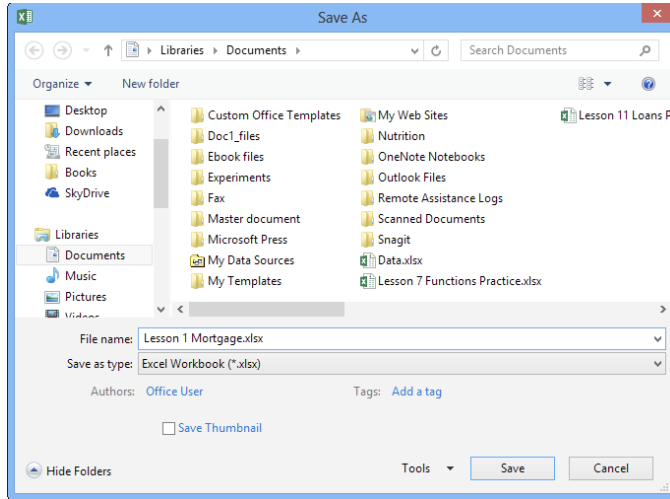 Save As
Libraries Documents
Search Documents
Organize New folder
Desktop
Downloads
Recent places
Books
SkyDrive
Libraries
Documents
Music
Pictures
Videos
Custom Office Templates
Doc1_files
Ebook files
Experiments
Fax
Master document
Microsoft Press
My Data Sources
My Templates
My Web Sites
Nutrition
OneNote Notebooks
Outlook Files
Remote Assistance Logs
Scanned Documents
Snagit
Data.xlsx
Lesson 7 Functions Practice.xlsx
Lesson 11 Loans P
File name: Lesson 1 Mortgage.xlsx
Save as type: Excel Workbook (*.xlsx)
Authors: Office User Tags: Add a tag
Save Thumbnail
Hide Folders Tools Save Cancel